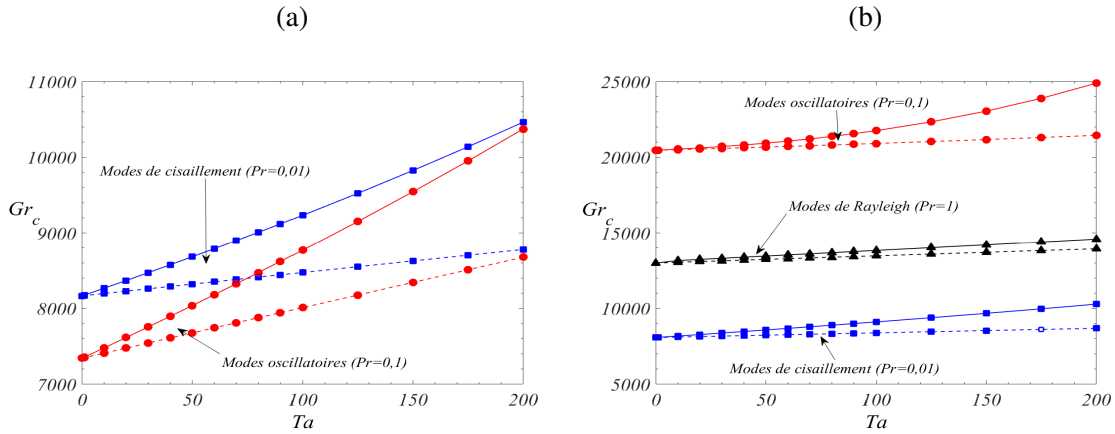 (a)
11000
10000
9000
8000
7000
Gr_c
Modes de cisaillement (Pr=0,01)
Modes oscillatoires (Pr=0,1)
0 50 100 150 200
Ta
(b)
25000
20000
15000
10000
5000
Gr_c
Modes oscillatoires (Pr=0,1)
Modes de Rayleigh (Pr=1)
Modes de cisaillement (Pr=0,01)
0 50 100 150 200
Ta